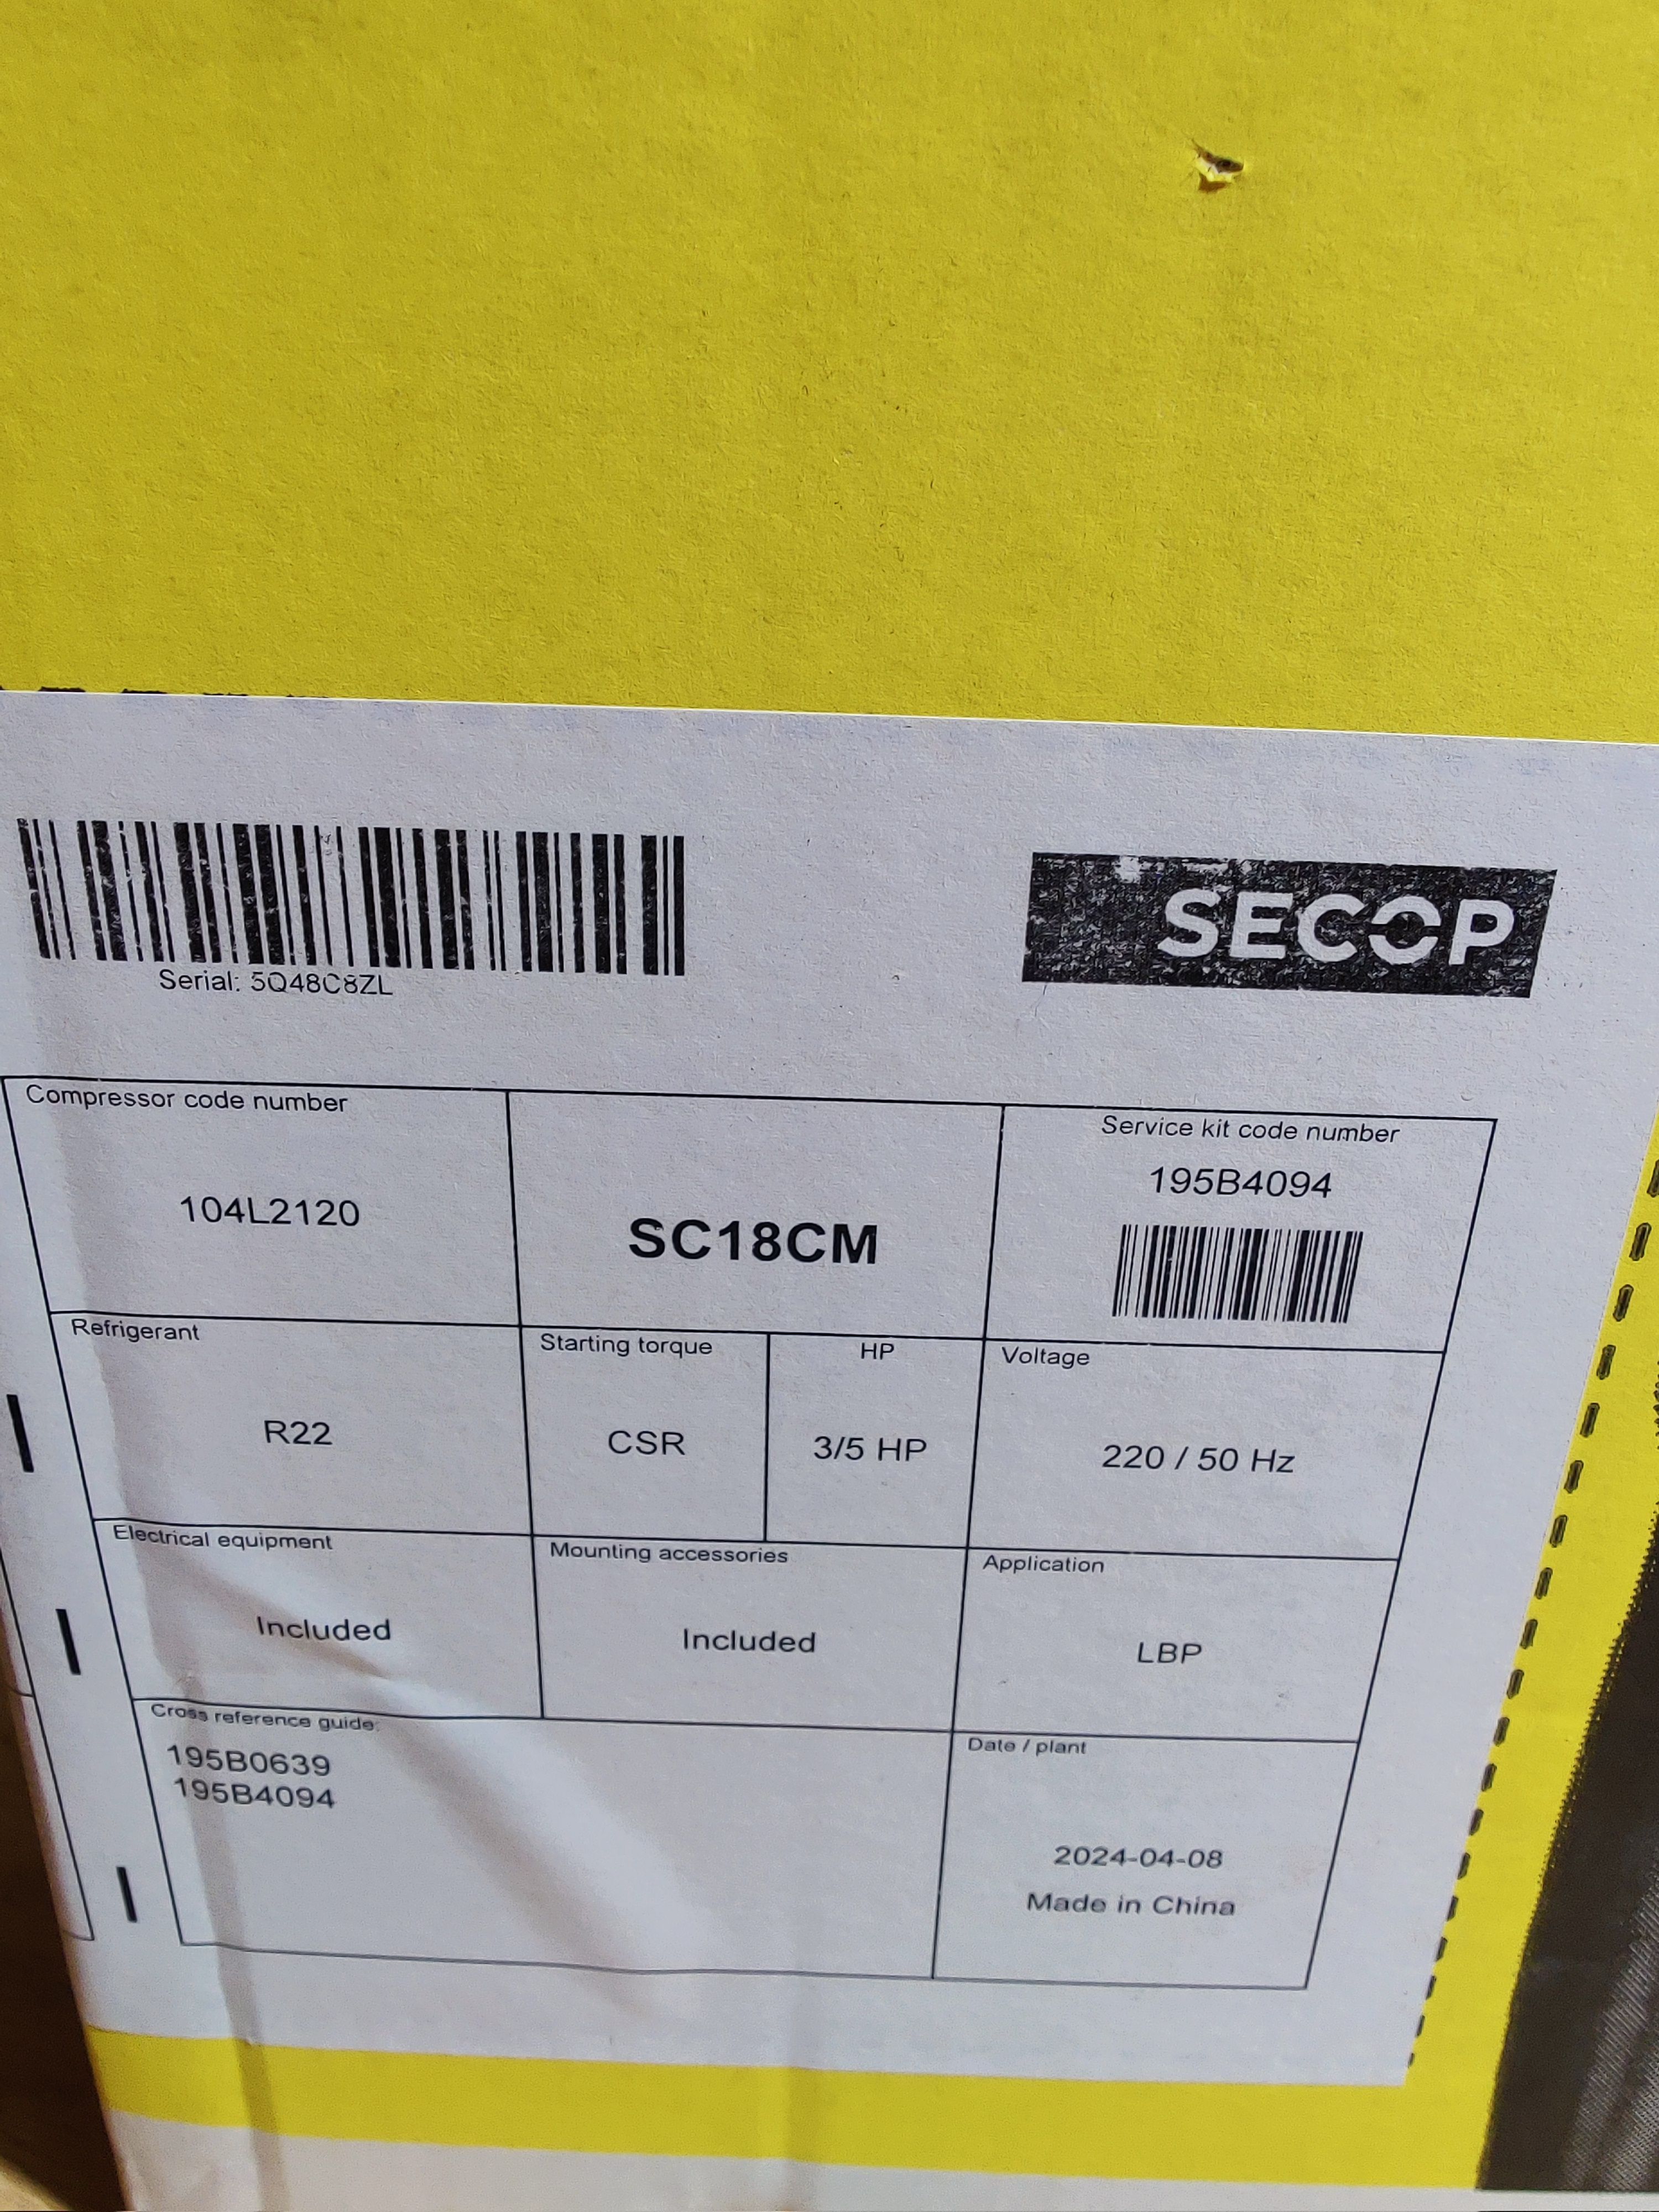 Serial: 5Q48C8ZL
SECOP
Compressor code number
104L2120
SC18CM
Service kit code number
195B4094
Refrigerant
R22
Starting torque
CSR
HP
3/5 HP
Voltage
220 / 50 Hz
Electrical equipment
Included
Mounting accessories
Included
Application
LBP
Cross reference guide:
195B0639
195B4094
Date / plant
2024-04-08
Made in China